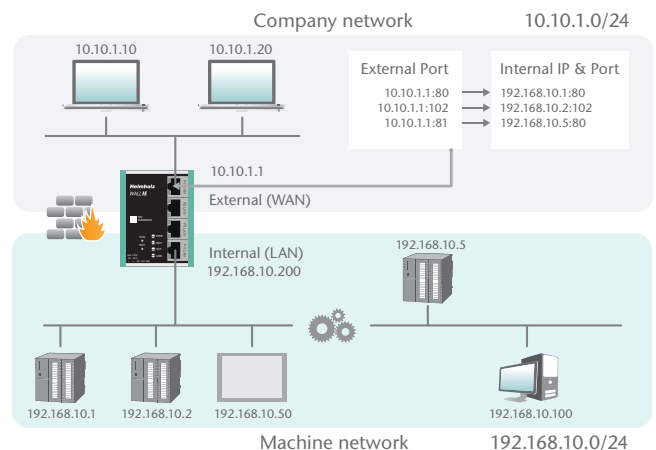 Company network 10.10.1.0/24
10.10.1.10 10.10.1.20
External Port Internal IP & Port
10.10.1.1:80 192.168.10.1:80
10.10.1.1:102 192.168.10.2:102
10.10.1.1:81 192.168.10.5:80
10.10.1.1
Helmholz
WALL IE
External (WAN)
Internal (LAN)
192.168.10.200
192.168.10.5
192.168.10.1 192.168.10.2 192.168.10.50 192.168.10.100
Machine network 192.168.10.0/24